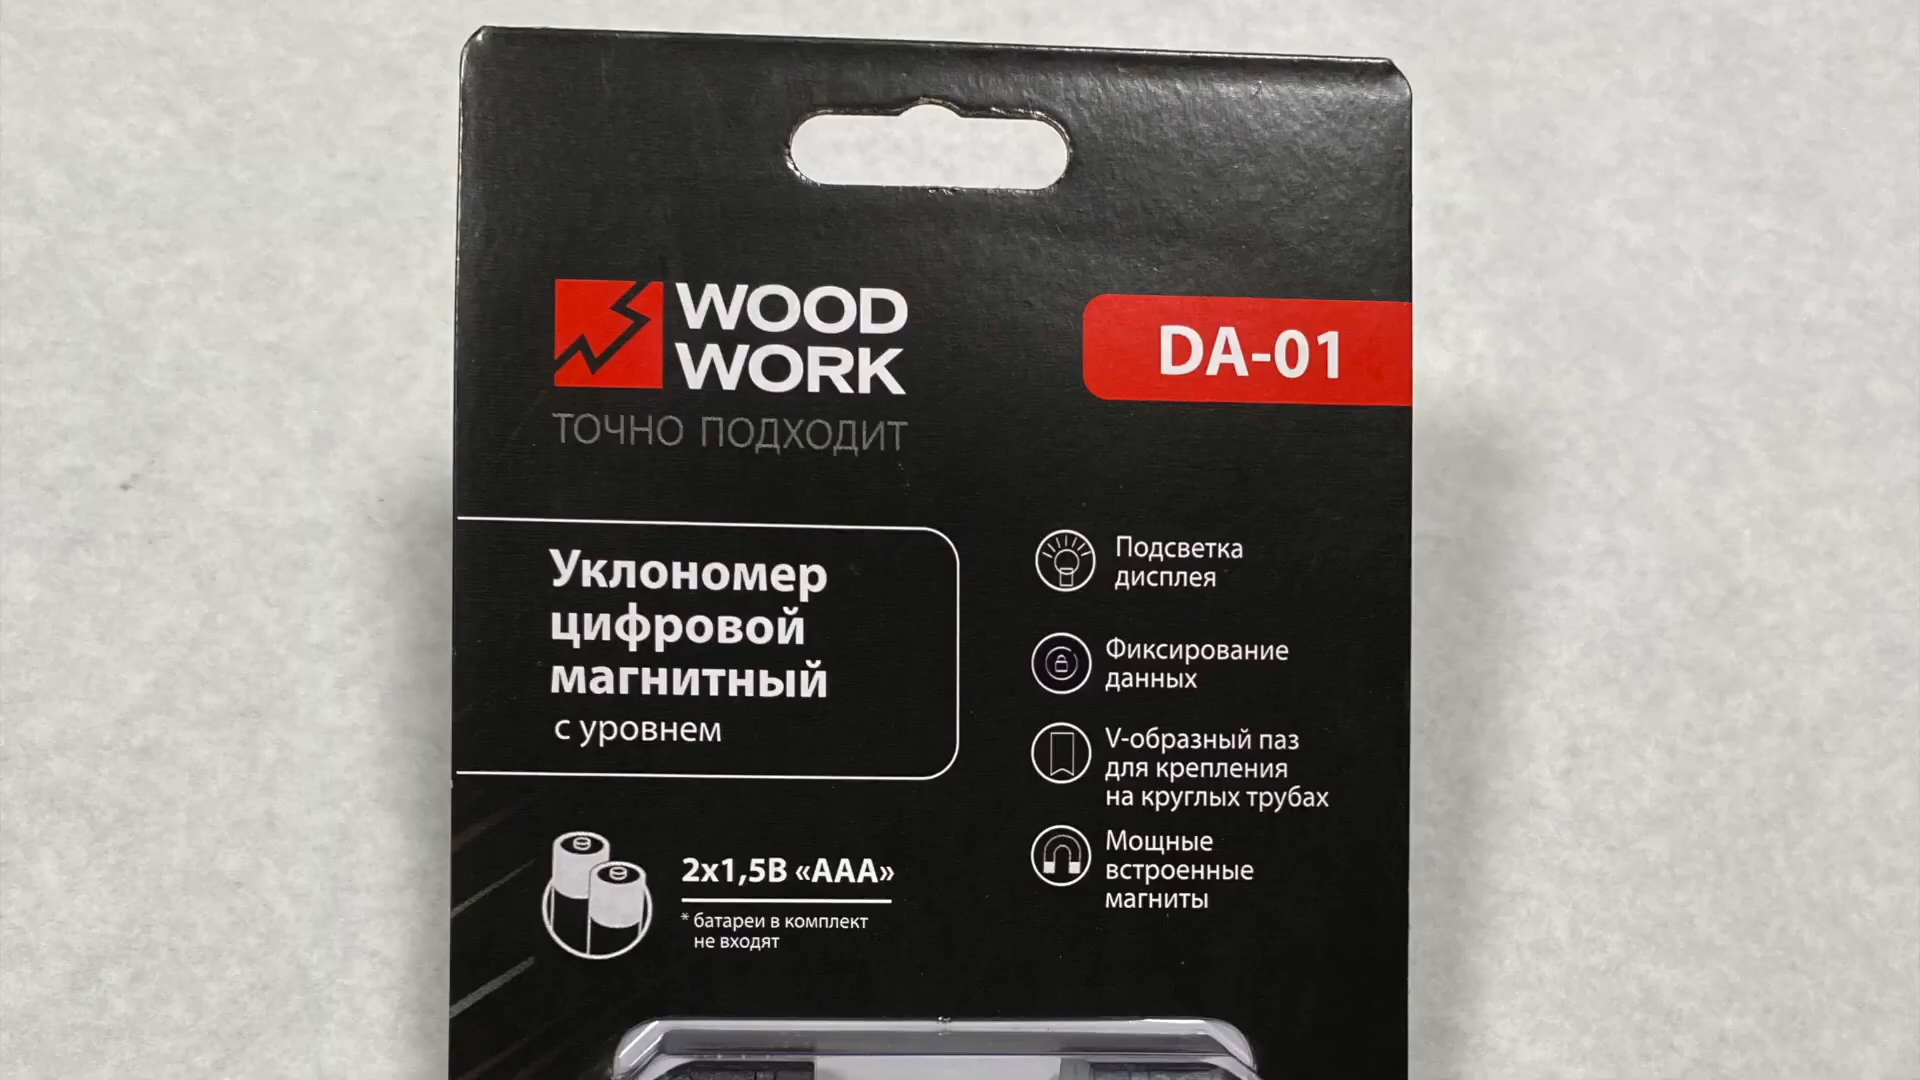 WOOD
WORK
ТОЧНО ПОДХОДИТ
DA-01
Уклономер
цифровой
магнитный
с уровнем
2х1,5В «ААА»
* батареи в комплект
не входят
Подсветка
дисплея
Фиксирование
данных
V-образный паз
для крепления
на круглых трубах
Мощные
встроенные
магниты